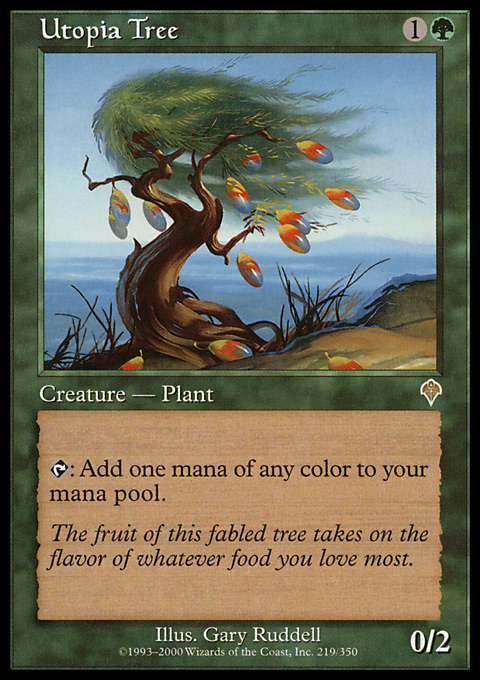 Utopia Tree 1
Creature — Plant
: Add one mana of any color to your
mana pool.
The fruit of this fabled tree takes on the
flavor of whatever food you love most.
Illus. Gary Ruddell
©1993–2000 Wizards of the Coast, Inc. 219/350
0/2